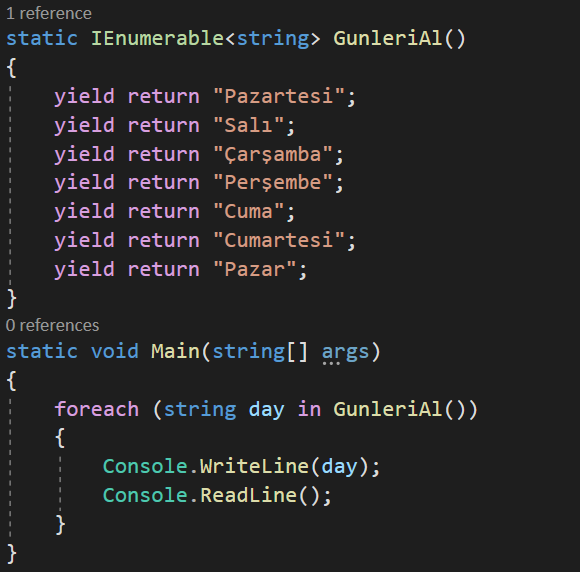 1 reference
static IEnumerable<string> GunleriAl()
{
    yield return "Pazartesi";
    yield return "Salı";
    yield return "Çarşamba";
    yield return "Perşembe";
    yield return "Cuma";
    yield return "Cumartesi";
    yield return "Pazar";
}
0 references
static void Main(string[] args)
{
    foreach (string day in GunleriAl())
    {
        Console.WriteLine(day);
        Console.ReadLine();
    }
}